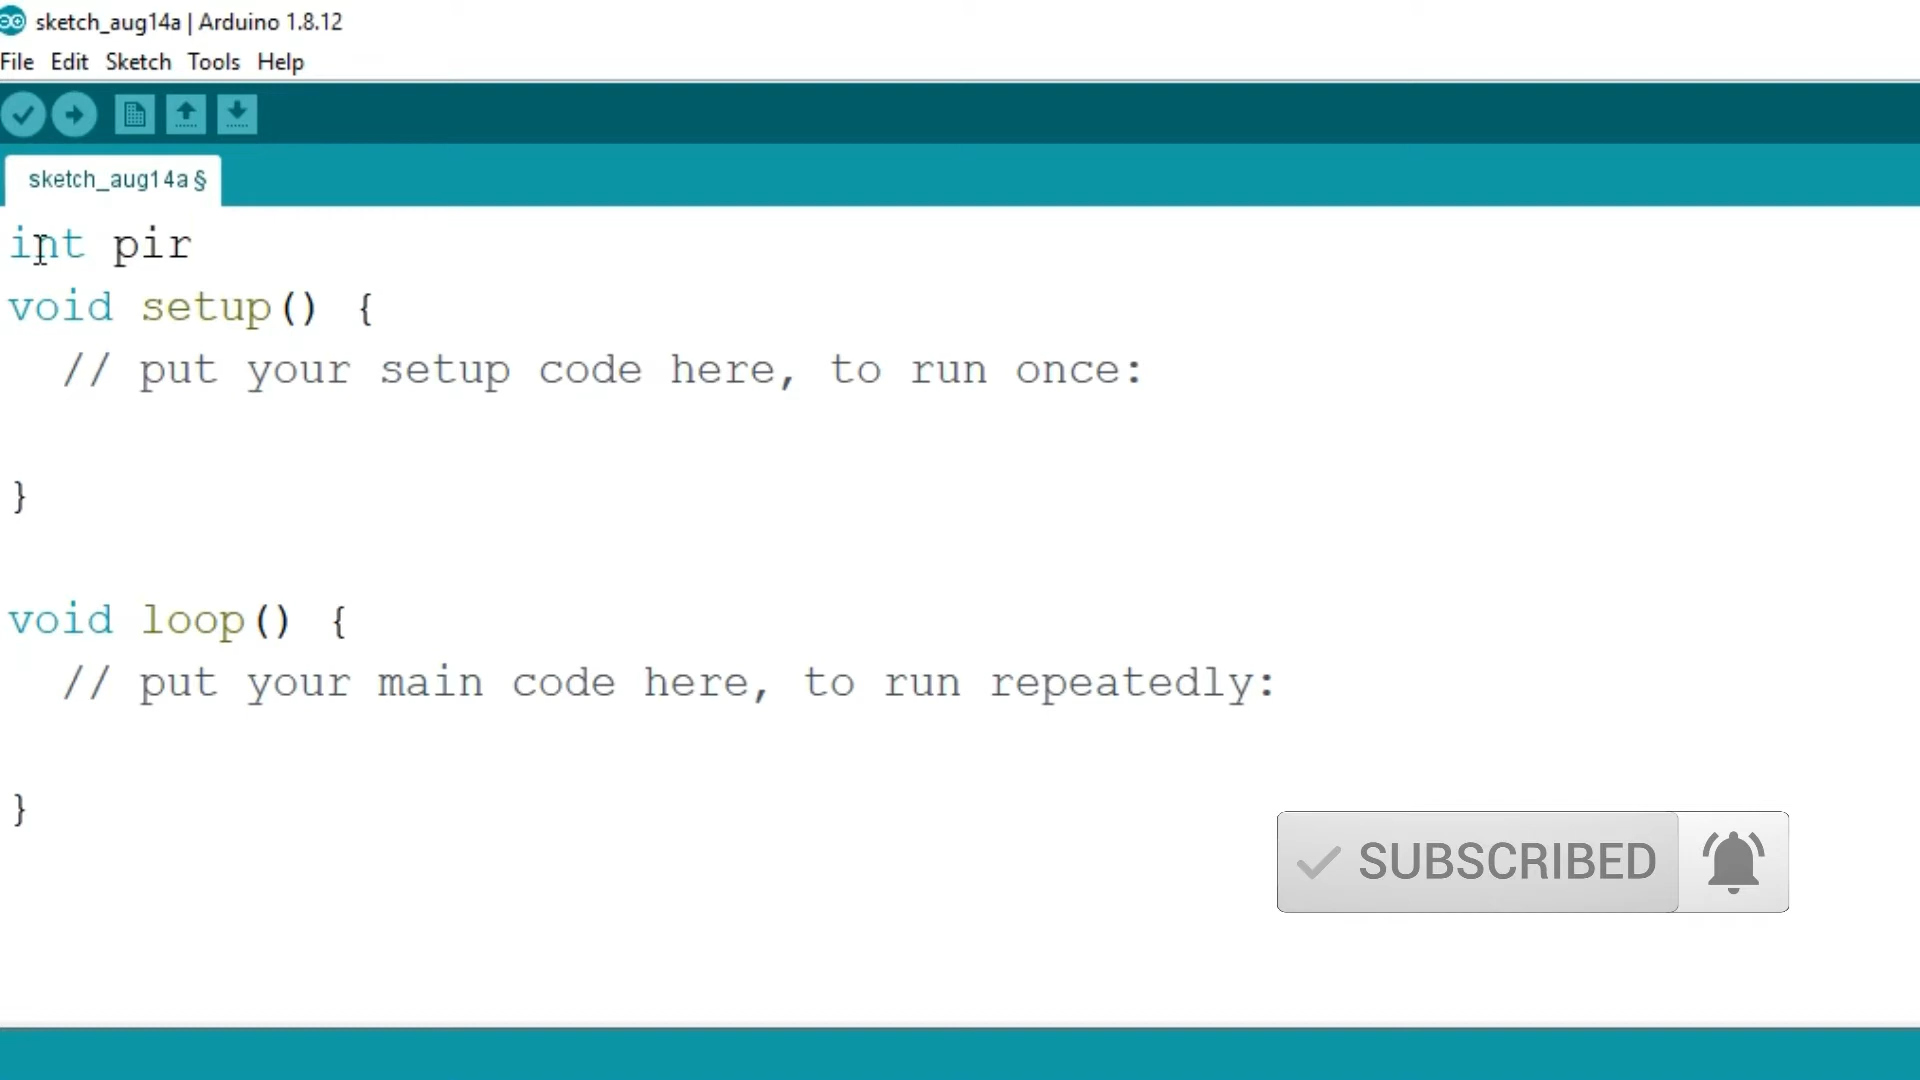 sketch_aug14a | Arduino 1.8.12
File Edit Sketch Tools Help
sketch_aug14a §
int pir
void setup() {
// put your setup code here, to run once:
}
void loop() {
// put your main code here, to run repeatedly:
}
SUBSCRIBED